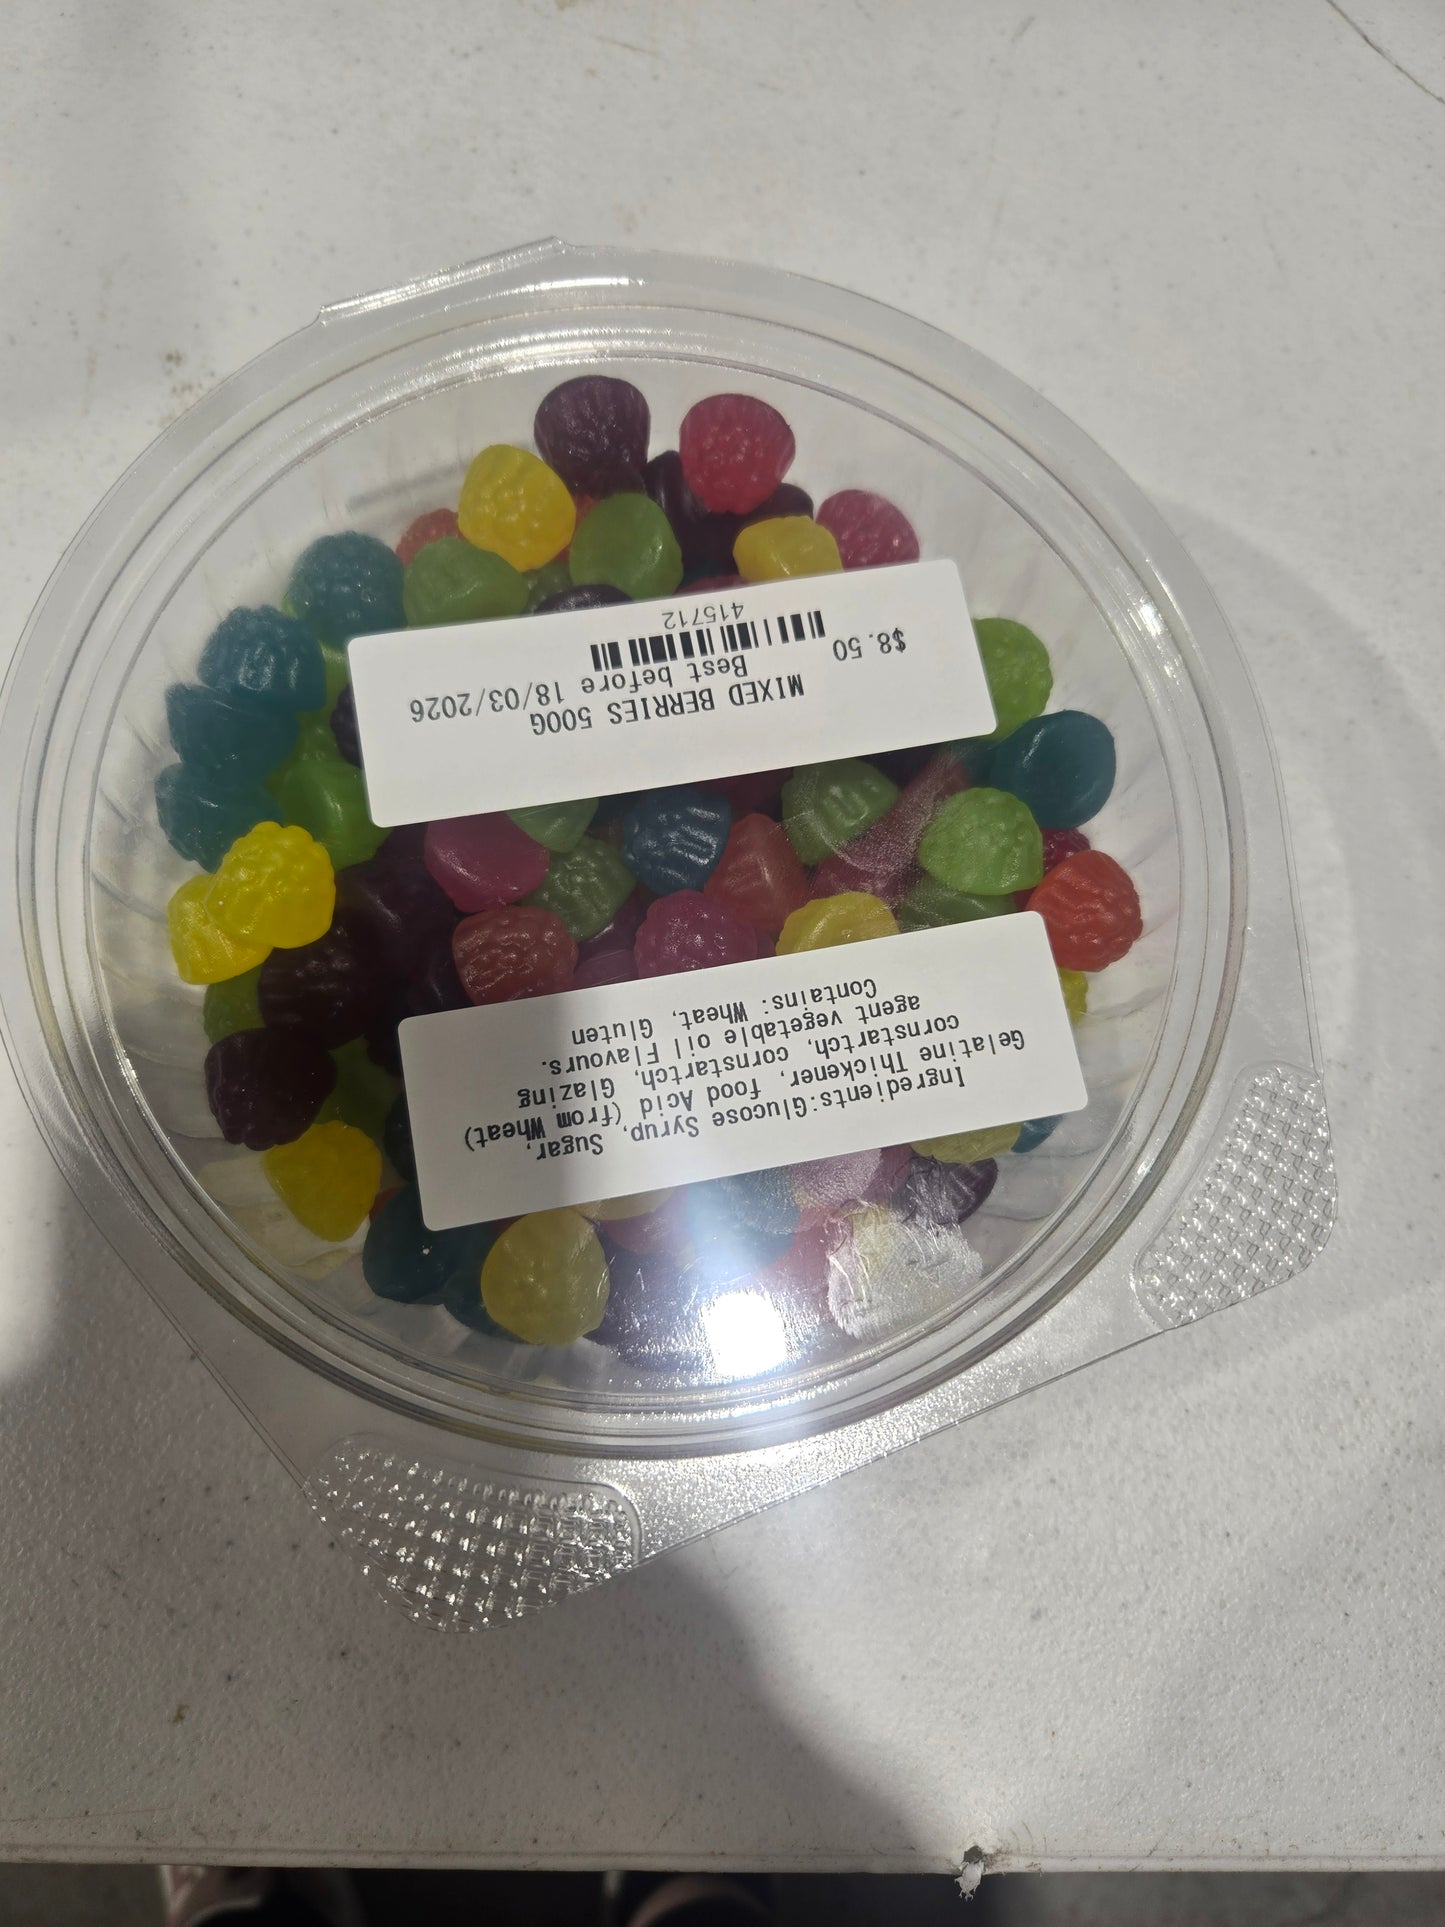 Ingredients:Glucose Syrup, Sugar,
Gelatine Thickener, food Acid (from Wheat)
cornstartch, cornstartch, Glazing
agent vegetable oil Flavours.
Contains: Wheat, Gluten
MIXED BERRIES 500G
Best before 18/03/2026
$8.50
415712